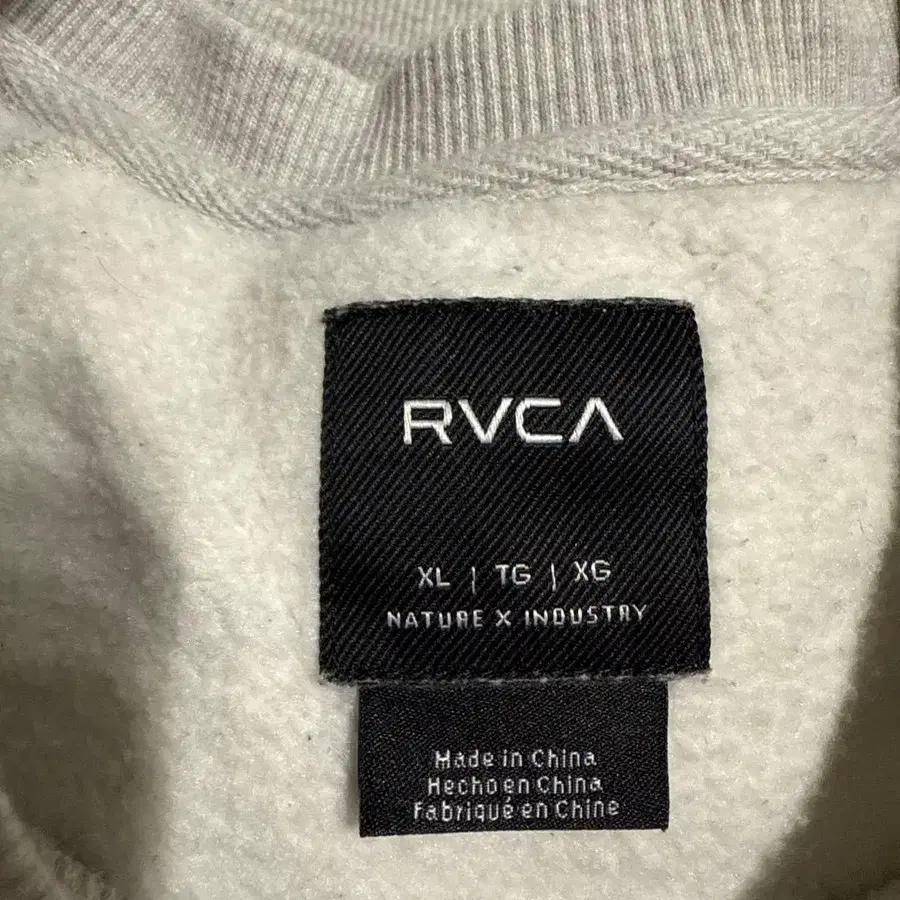 RVCA
XL | TG | XG
NATURE X INDUSTRY
Made in China
Hecho en China
Fabriqué en Chine